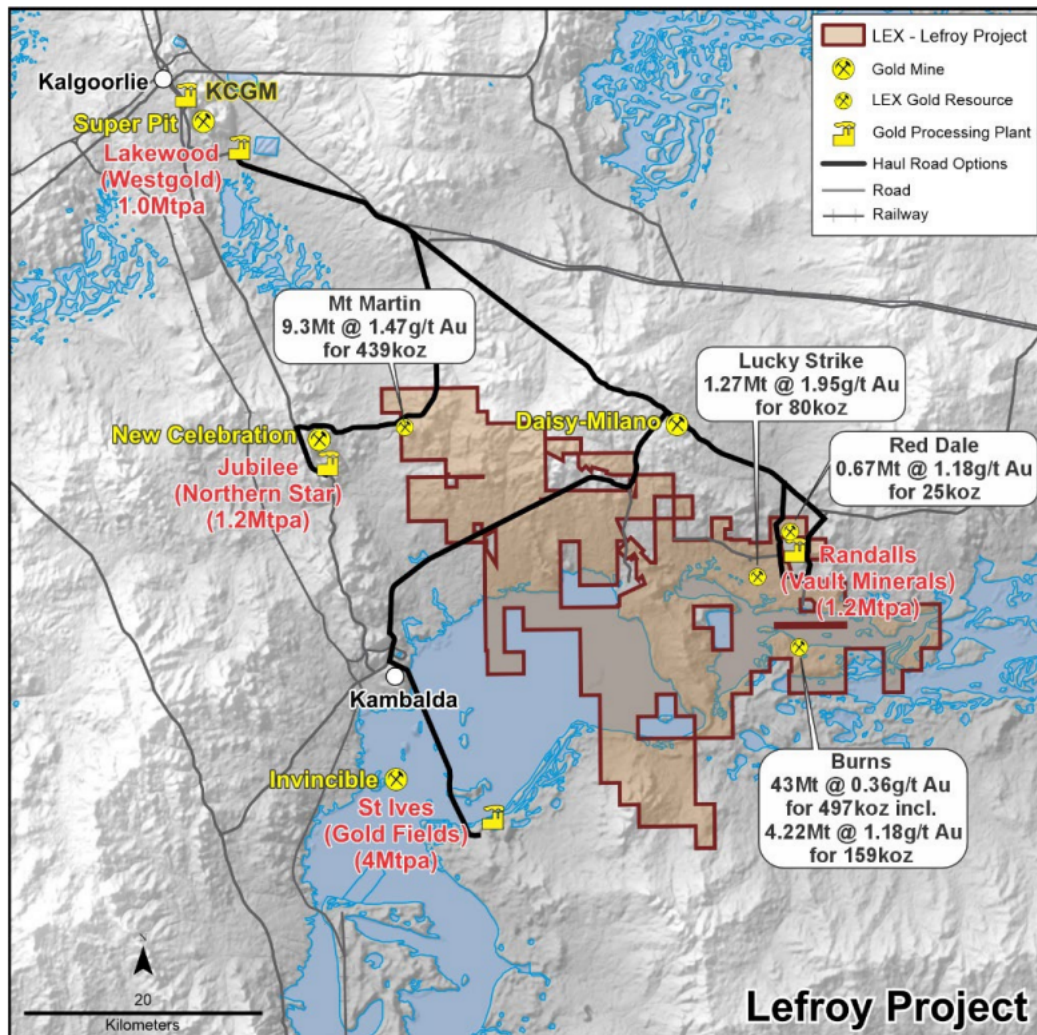 LEX - Lefroy Project
Gold Mine
LEX Gold Resource
Gold Processing Plant
Haul Road Options
Road
Railway
Kalgoorlie
KCGM
Super Pit
Lakewood
(Westgold)
1.0Mtpa
Mt Martin
9.3Mt @ 1.47g/t Au
for 439koz
Lucky Strike
1.27Mt @ 1.95g/t Au
for 80koz
Daisy-Milano
New Celebration
Red Dale
0.67Mt @ 1.18g/t Au
for 25koz
Jubilee
(Northern Star)
(1.2Mtpa)
Randalls
(Vault Minerals)
(1.2Mtpa)
Kambalda
Burns
43Mt @ 0.36g/t Au
for 497koz incl.
4.22Mt @ 1.18g/t Au
for 159koz
Invincible
St Ives
(Gold Fields)
(4Mtpa)
20
Kilometers
Lefroy Project